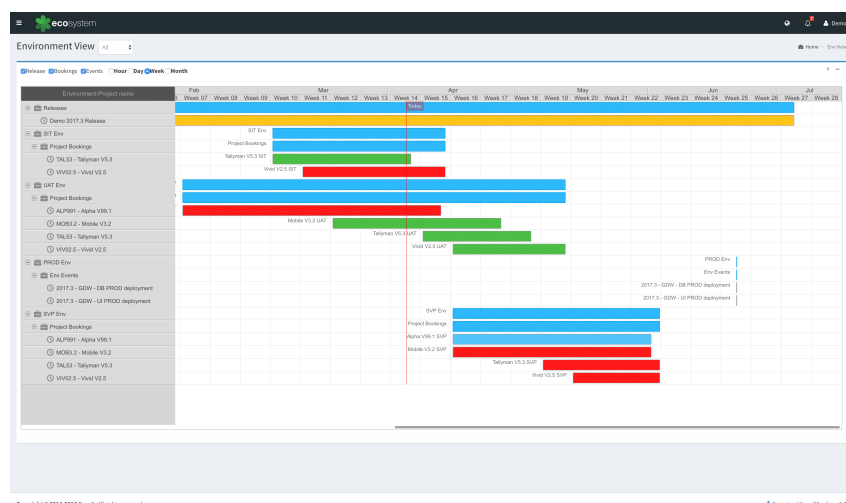 ecosystem
Demo
Environment View All
Home Env View
Release Bookings Events Hour Day Week Month
Environment-Project name
Feb Mar Apr May Jun Jul
Week 07 Week 08 Week 09 Week 10 Week 11 Week 12 Week 13 Week 14 Week 15 Week 16 Week 17 Week 18 Week 19 Week 20 Week 21 Week 22 Week 23 Week 24 Week 25 Week 26 Week 27 Week 28
Releases Today
Demo 2017.3 Release
SIT Env SIT Env
Project Bookings Project Bookings
TAL53 - Tallyman V5.3 Tallyman V5.3 SIT
VIV02.5 - Vivid V2.5 Vivid V2.5 SIT
UAT Env
Project Bookings
ALP991 - Alpha V99.1
MOB3.2 - Mobile V3.2 Mobile V3.2 UAT
TAL53 - Tallyman V5.3 Tallyman V5.3 UAT
VIV02.5 - Vivid V2.5 Vivid V2.5 UAT
PROD Env PROD Env
Env Events Env Events
2017.3 - GDW - DB PROD deployment 2017.3 - GDW - DB PROD deployment
2017.3 - GDW - UI PROD deployment 2017.3 - GDW - UI PROD deployment
SVP Env SVP Env
Project Bookings Project Bookings
ALP991 - Alpha V99.1 Alpha V99.1 SVP
MOB3.2 - Mobile V3.2 Mobile V3.2 SVP
TAL53 - Tallyman V5.3 Tallyman V5.3 SVP
VIV02.5 - Vivid V2.5 Vivid V2.5 SVP